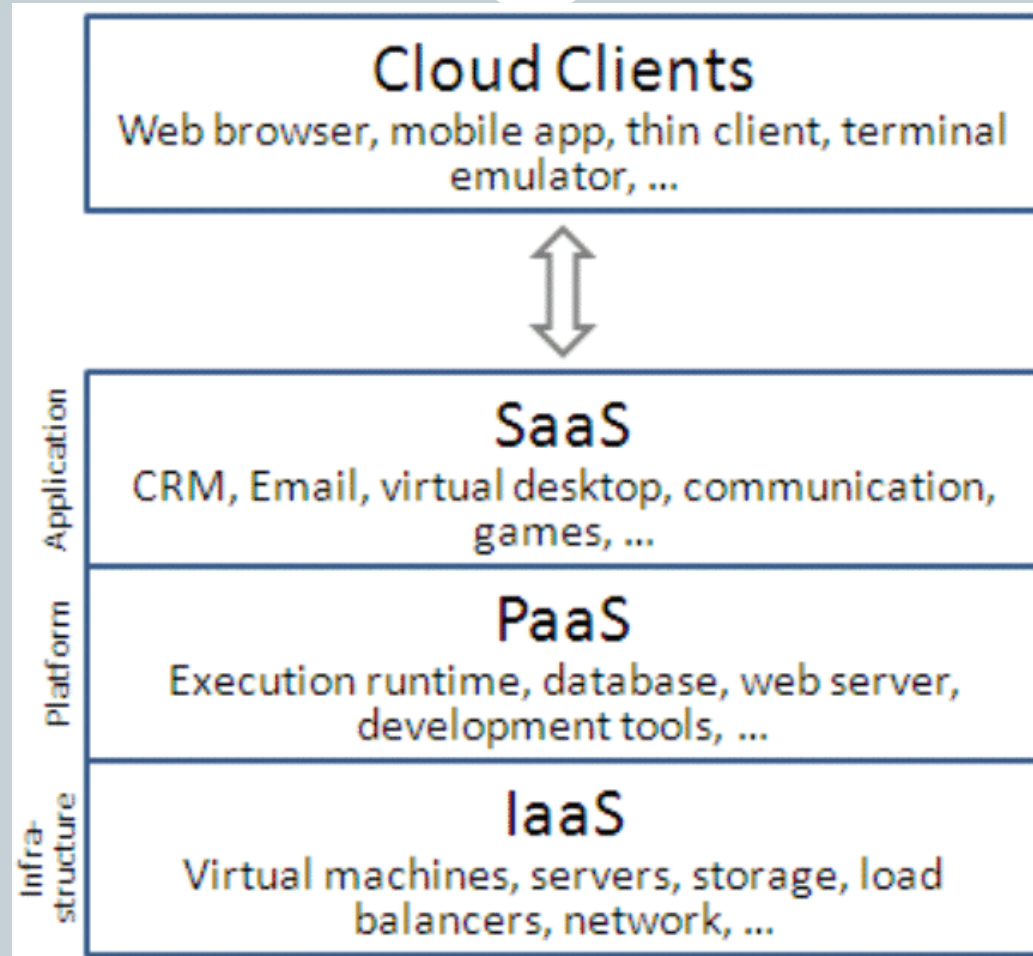 Cloud Clients
Web browser, mobile app, thin client, terminal
emulator, ...
Application
SaaS
CRM, Email, virtual desktop, communication,
games, ...
Platform
PaaS
Execution runtime, database, web server,
development tools, ...
Infra-
structure
IaaS
Virtual machines, servers, storage, load
balancers, network, ...